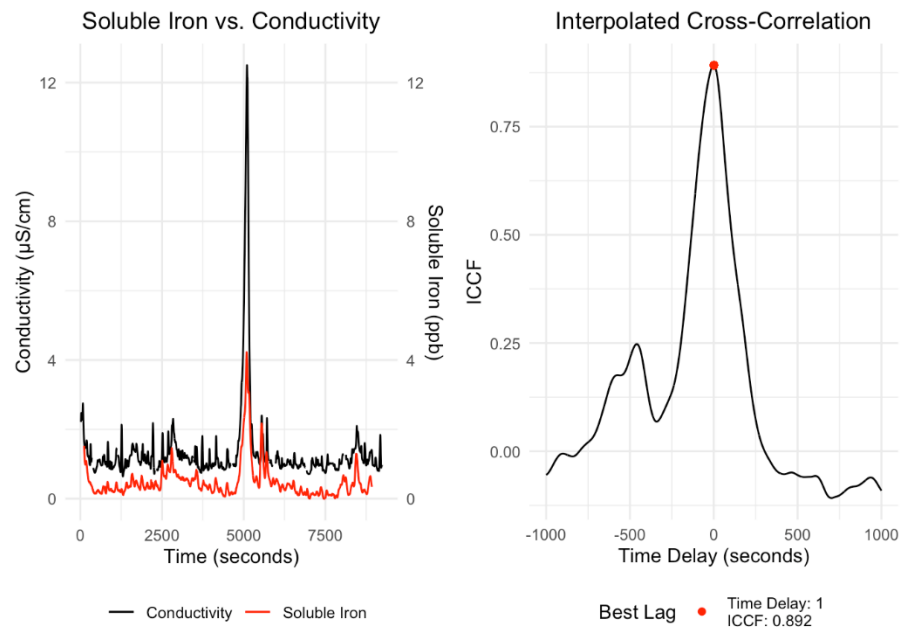 Soluble Iron vs. Conductivity
Conductivity (µS/cm)
12
8
4
0
12
8
4
0
Soluble Iron (ppb)
0 2500 5000 7500
Time (seconds)
Conductivity Soluble Iron
Interpolated Cross-Correlation
ICCF
0.75
0.50
0.25
0.00
-1000 -500 0 500 1000
Time Delay (seconds)
Best Lag
Time Delay: 1
ICCF: 0.892